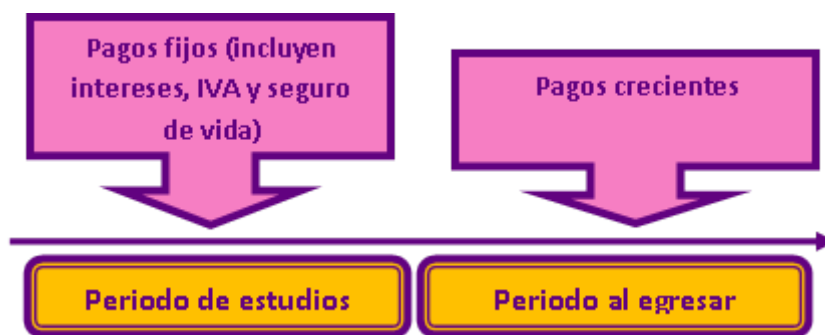 Pagos fijos (incluyen
intereses, IVA y seguro
de vida)
Pagos crecientes
Periodo de estudios
Periodo al egresar